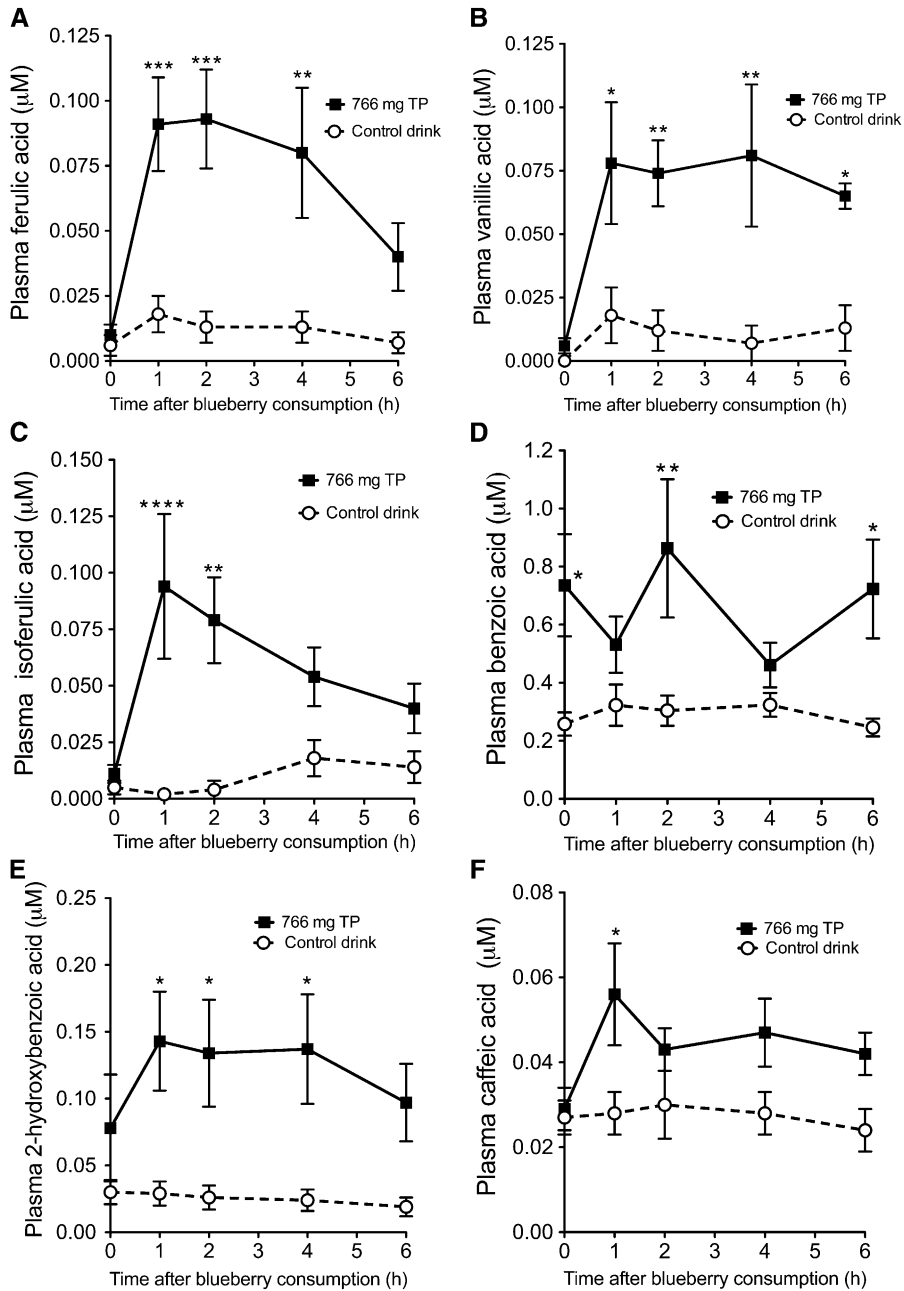 A
Plasma ferulic acid (μM)
0.125
0.100
0.075
0.050
0.025
0.000
***
***
**
766 mg TP
Control drink
0 1 2 3 4 5 6
Time after blueberry consumption (h)
B
Plasma vanillic acid (μM)
0.125
0.100
0.075
0.050
0.025
0.000
*
**
**
*
766 mg TP
Control drink
0 1 2 3 4 5 6
Time after blueberry consumption (h)
C
Plasma isoferulic acid (μM)
0.150
0.125
0.100
0.075
0.050
0.025
0.000
****
**
766 mg TP
Control drink
0 1 2 3 4 5 6
Time after blueberry consumption (h)
D
Plasma benzoic acid (μM)
1.2
1.0
0.8
0.6
0.4
0.2
0.0
*
**
*
766 mg TP
Control drink
0 1 2 3 4 5 6
Time after blueberry consumption (h)
E
Plasma 2-hydroxybenzoic acid (μM)
0.25
0.20
0.15
0.10
0.05
0.00
*
*
*
766 mg TP
Control drink
0 1 2 3 4 5 6
Time after blueberry consumption (h)
F
Plasma caffeic acid (μM)
0.08
0.06
0.04
0.02
0.00
*
766 mg TP
Control drink
0 1 2 3 4 5 6
Time after blueberry consumption (h)